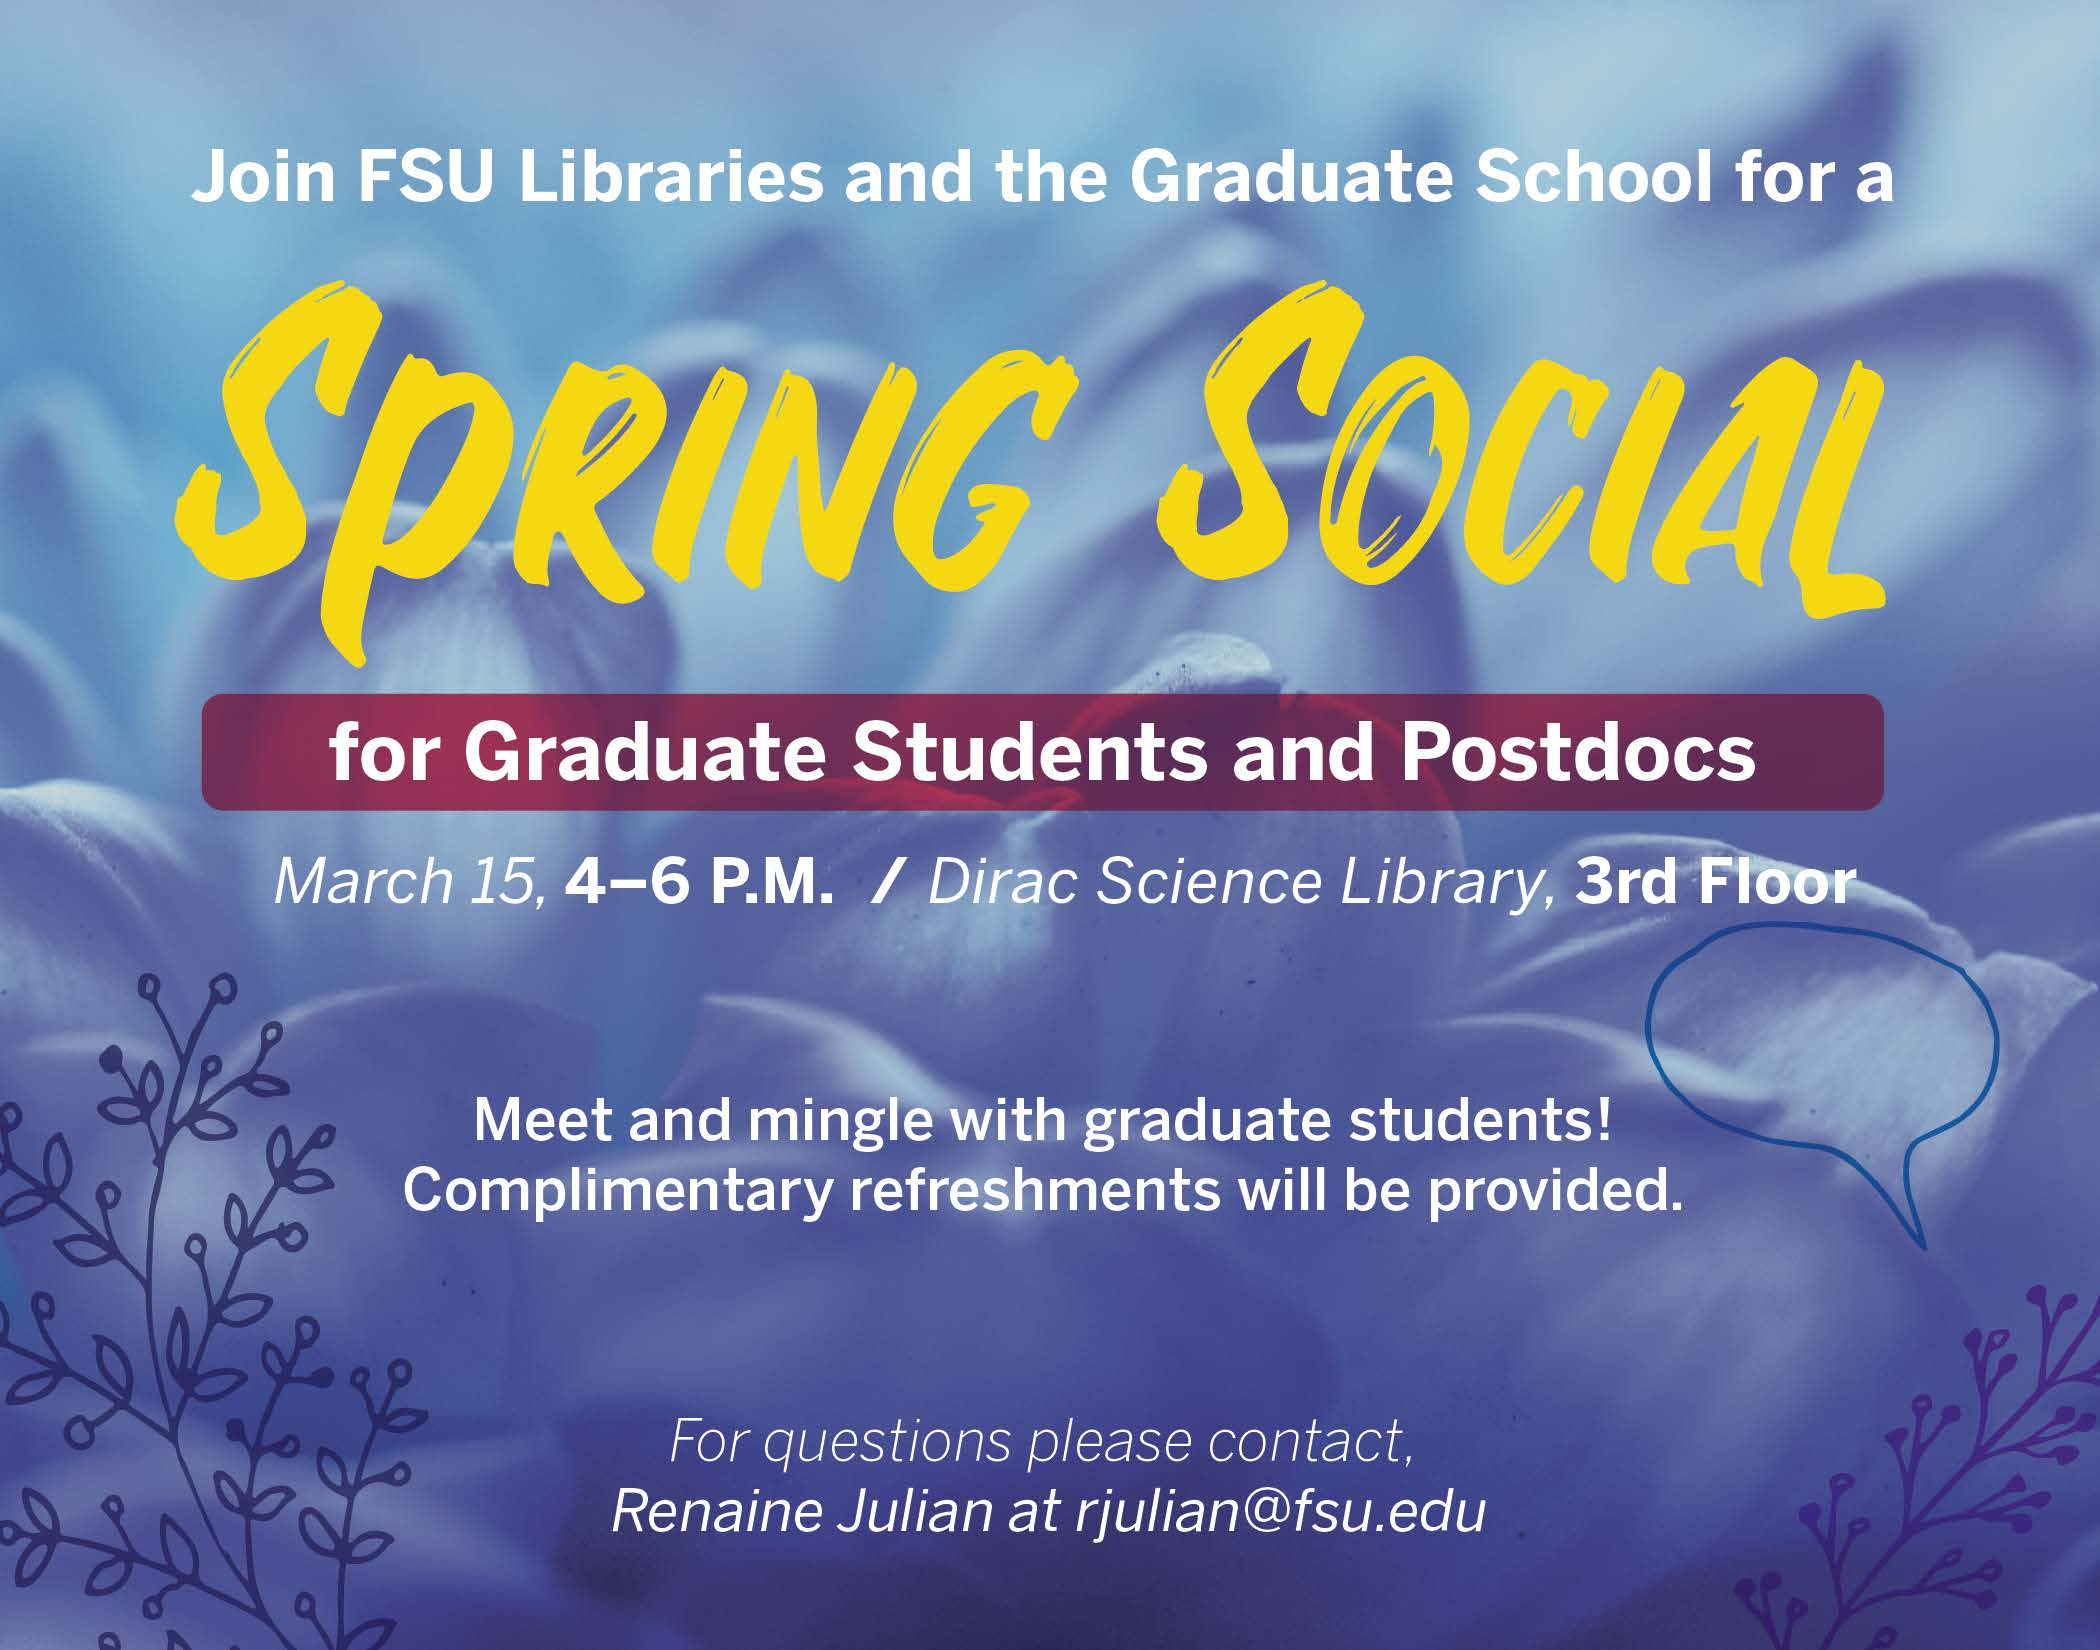 Join FSU Libraries and the Graduate School for a
SPRING SOCIAL
for Graduate Students and Postdocs
March 15, 4–6 P.M. / Dirac Science Library, 3rd Floor
Meet and mingle with graduate students!
Complimentary refreshments will be provided.
For questions please contact,
Renaine Julian at rjulian@fsu.edu